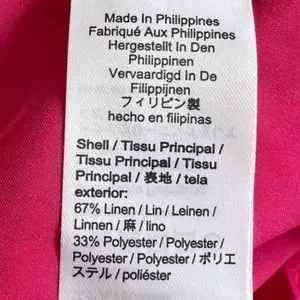 Made In Philippines
Fabriqué Aux Philippines
Hergestellt In Den
Philippinen
Vervaardigd In De
Filippijnen
フィリピン製
hecho en filipinas
Shell / Tissu Principal /
Tissu Principal / Tissu
Principal / 表地 / tela
exterior:
67% Linen / Lin / Leinen /
Linnen / 麻 / lino
33% Polyester / Polyester /
Polyester / Polyester / ポリエ
ステル / poliéster